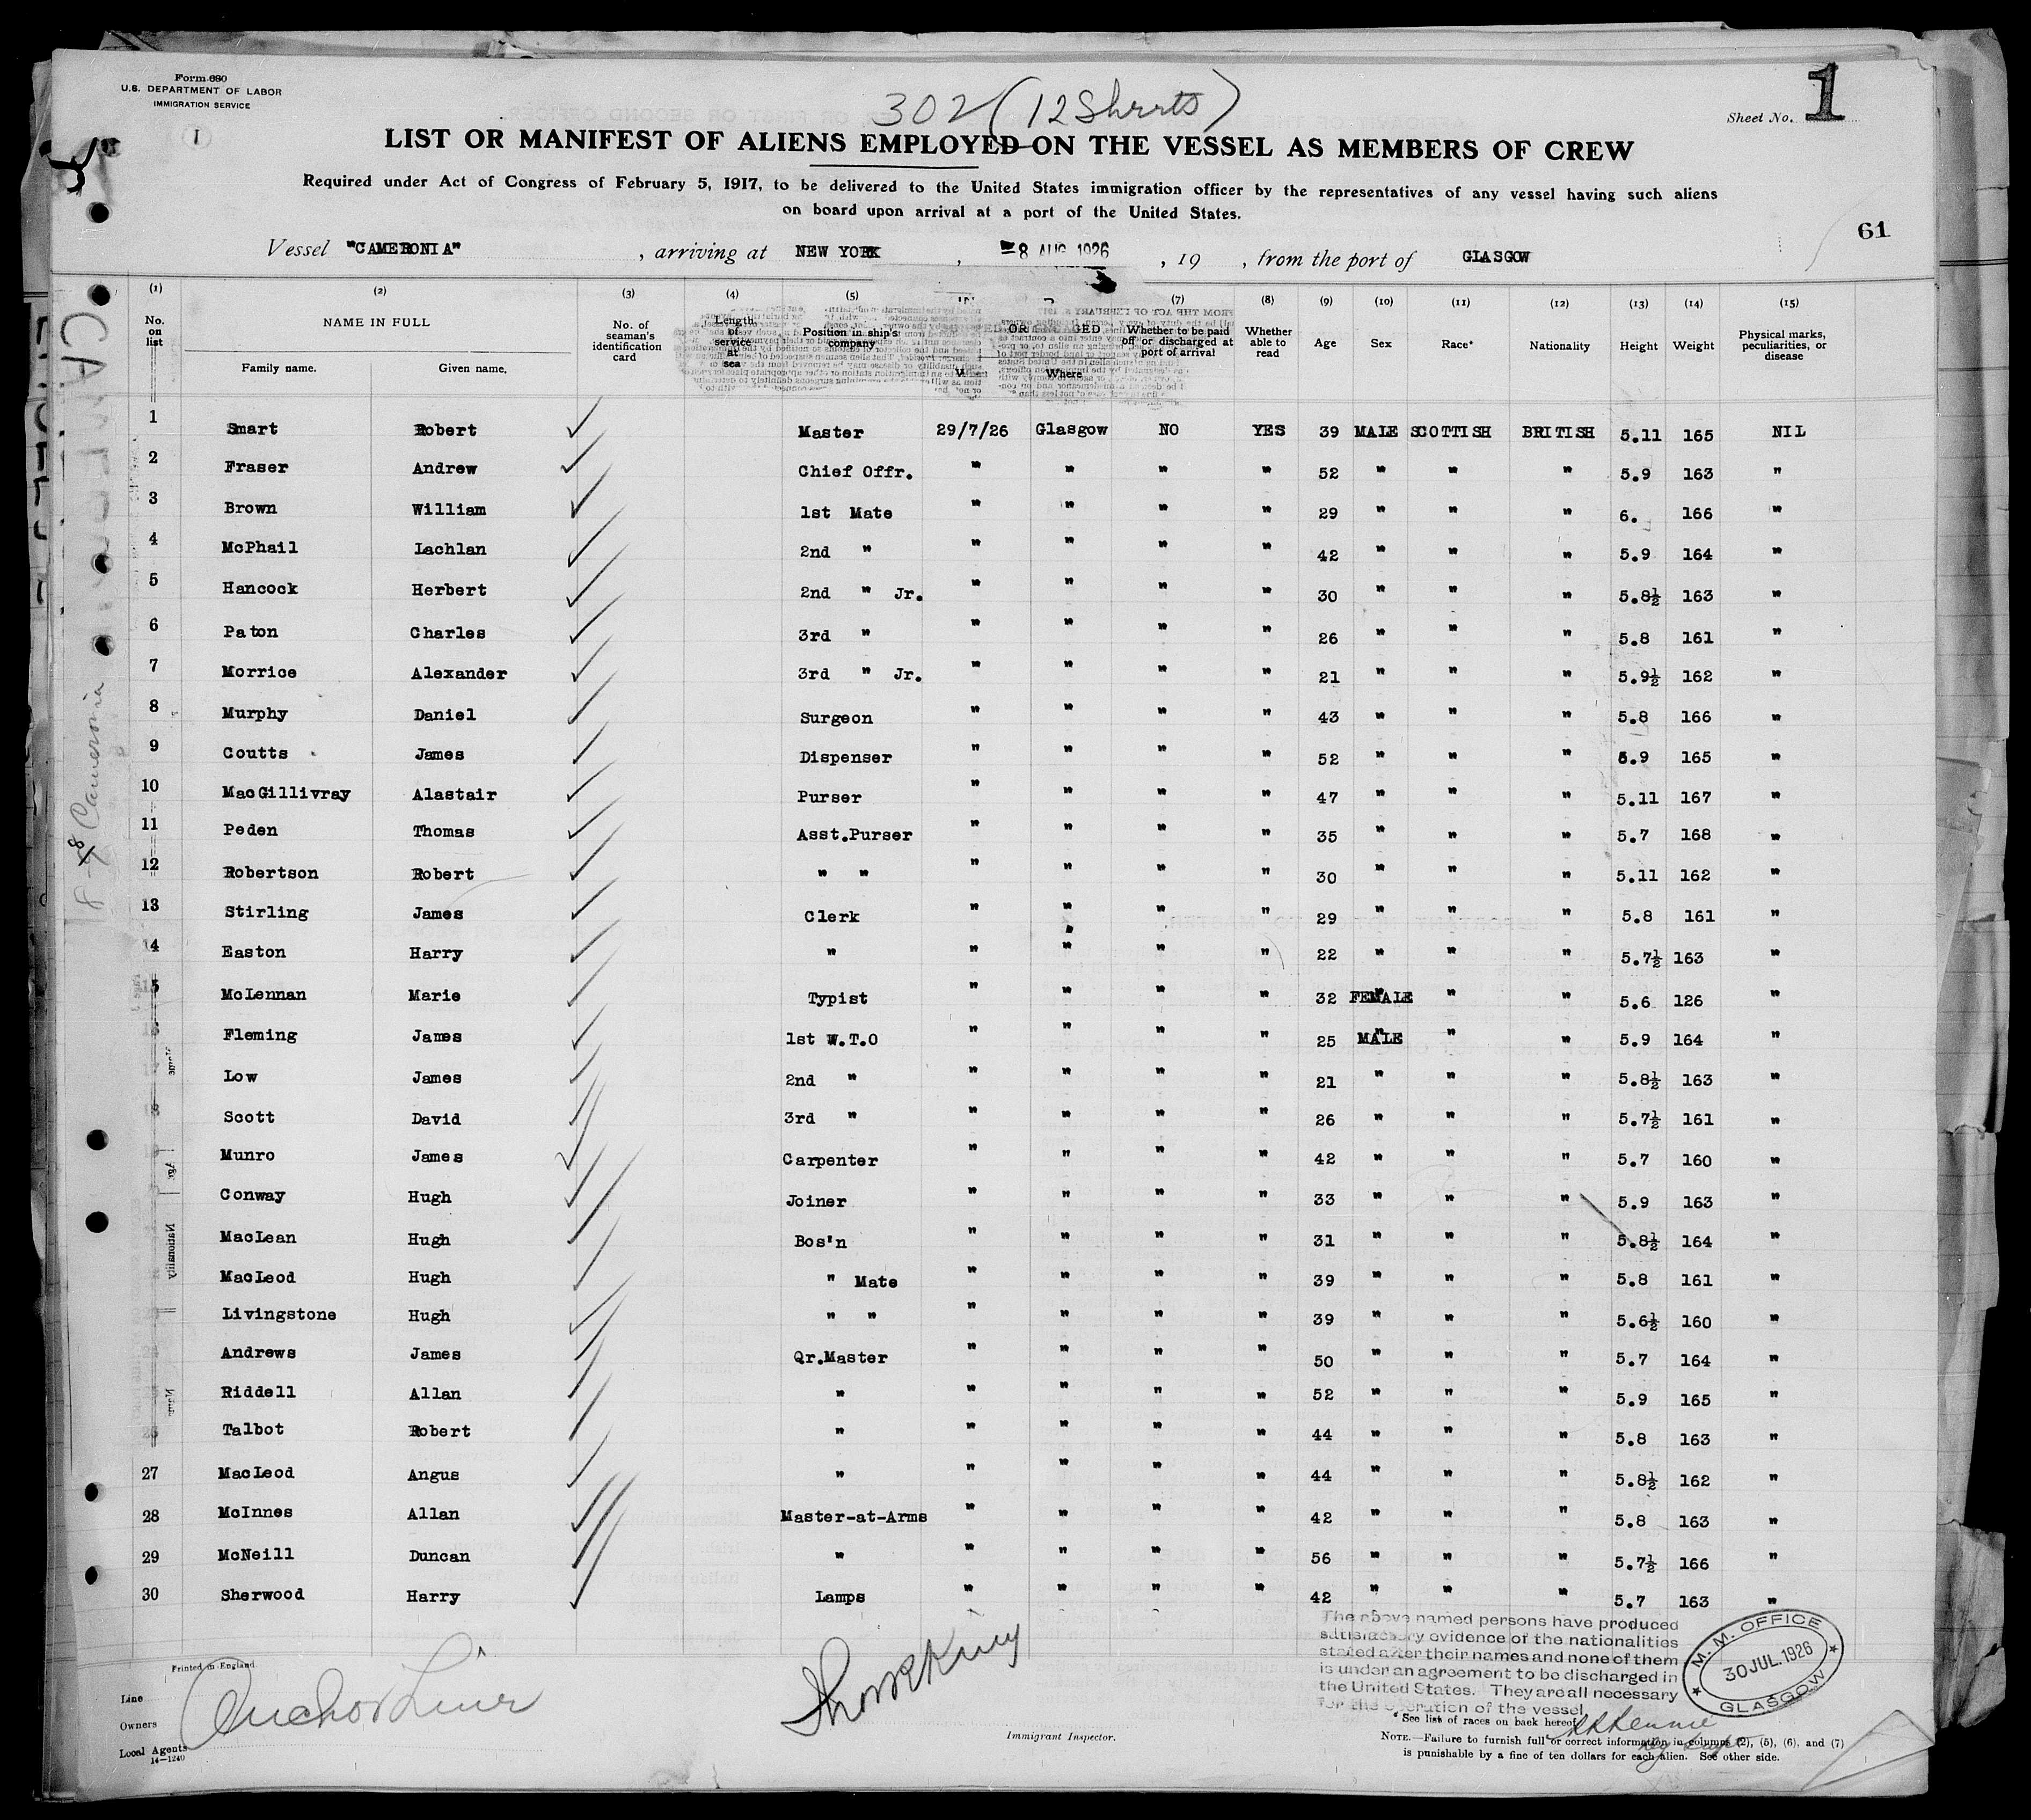 Form 680
U.S. DEPARTMENT OF LABOR
IMMIGRATION SERVICE
1
302 (12 Sheets)
Sheet No. 1
LIST OR MANIFEST OF ALIENS EMPLOYED ON THE VESSEL AS MEMBERS OF CREW
Required under Act of Congress of February 5, 1917, to be delivered to the United States immigration officer by the representatives of any vessel having such aliens
on board upon arrival at a port of the United States.
61
Vessel "CAMERONIA", arriving at NEW YORK, 8 AUG 1926, 19 , from the port of GLASGOW
(1) (2) (3) (4) (5) (7) (8) (9) (10) (11) (12) (13) (14) (15)
No. on list NAME IN FULL Family name. Given name. No. of seaman's identification card Length of service at sea Position in ship's company OR ENGAGED Where Whether to be paid off or discharged at port of arrival Whether able to read Age Sex Race* Nationality Height Weight Physical marks, peculiarities, or disease
1 Smart Robert Master 29/7/26 Glasgow NO YES 39 MALE SCOTTISH BRITISH 5.11 165 NIL
2 Fraser Andrew Chief Offr. " " " " 52 " " " 5.9 163 "
3 Brown William 1st Mate " " " " 29 " " " 6. 166 "
4 McPhail Lachlan 2nd " " " " " 42 " " " 5.9 164 "
5 Hancock Herbert 2nd " Jr. " " " " 30 " " " 5.8½ 163 "
6 Paton Charles 3rd " " " " " 26 " " " 5.8 161 "
7 Morrice Alexander 3rd " Jr. " " " " 21 " " " 5.9½ 162 "
8 Murphy Daniel Surgeon " " " " 43 " " " 5.8 166 "
9 Coutts James Dispenser " " " " 52 " " " 5.9 165 "
10 MacGillivray Alastair Purser " " " " 47 " " " 5.11 167 "
11 Peden Thomas Asst.Purser " " " " 35 " " " 5.7 168 "
12 Robertson Robert " " " " " " 30 " " " 5.11 162 "
13 Stirling James Clerk " " " " 29 " " " 5.8 161 "
14 Easton Harry " " " " " 22 " " " 5.7½ 163 "
15 McLennan Marie Typist " " " " 32 FEMALE " " 5.6 126 "
Fleming James 1st W.T.O " " " " 25 MALE " " 5.9 164 "
Low James 2nd " " " " " 21 " " " 5.8½ 163 "
Scott David 3rd " " " " " 26 " " " 5.7½ 161 "
Munro James Carpenter " " " " 42 " " " 5.7 160 "
Conway Hugh Joiner " " " " 33 " " " 5.9 163 "
MacLean Hugh Bos'n " " " " 31 " " " 5.8½ 164 "
MacLeod Hugh " Mate " " " " 39 " " " 5.8 161 "
Livingstone Hugh " " " " " " 39 " " " 5.6½ 160 "
Andrews James Qr.Master " " " " 50 " " " 5.7 164 "
Riddell Allan " " " " " 52 " " " 5.9 165 "
Talbot Robert " " " " " 44 " " " 5.8 163 "
27 MacLeod Angus " " " " " 44 " " " 5.8½ 162 "
28 McInnes Allan Master-at-Arms " " " " 42 " " " 5.8 163 "
29 McNeill Duncan " " " " " 56 " " " 5.7½ 166 "
30 Sherwood Harry Lamps " " " " 42 " " " 5.7 163 "
The above named persons have produced
satisfactory evidence of the nationalities
stated after their names and none of them
is under an agreement to be discharged in
the United States. They are all necessary
for the operation of the vessel
M.M. OFFICE
30 JUL. 1926
GLASGOW
Printed in England
Line
Owners
Local Agents
14-1240
Anchor Line
Immigrant Inspector.
* See list of races on back hereof
NOTE.—Failure to furnish full or correct information in columns (2), (5), (6), and (7)
is punishable by a fine of ten dollars for each alien. See other side.
CAMERONIA
Cameronia